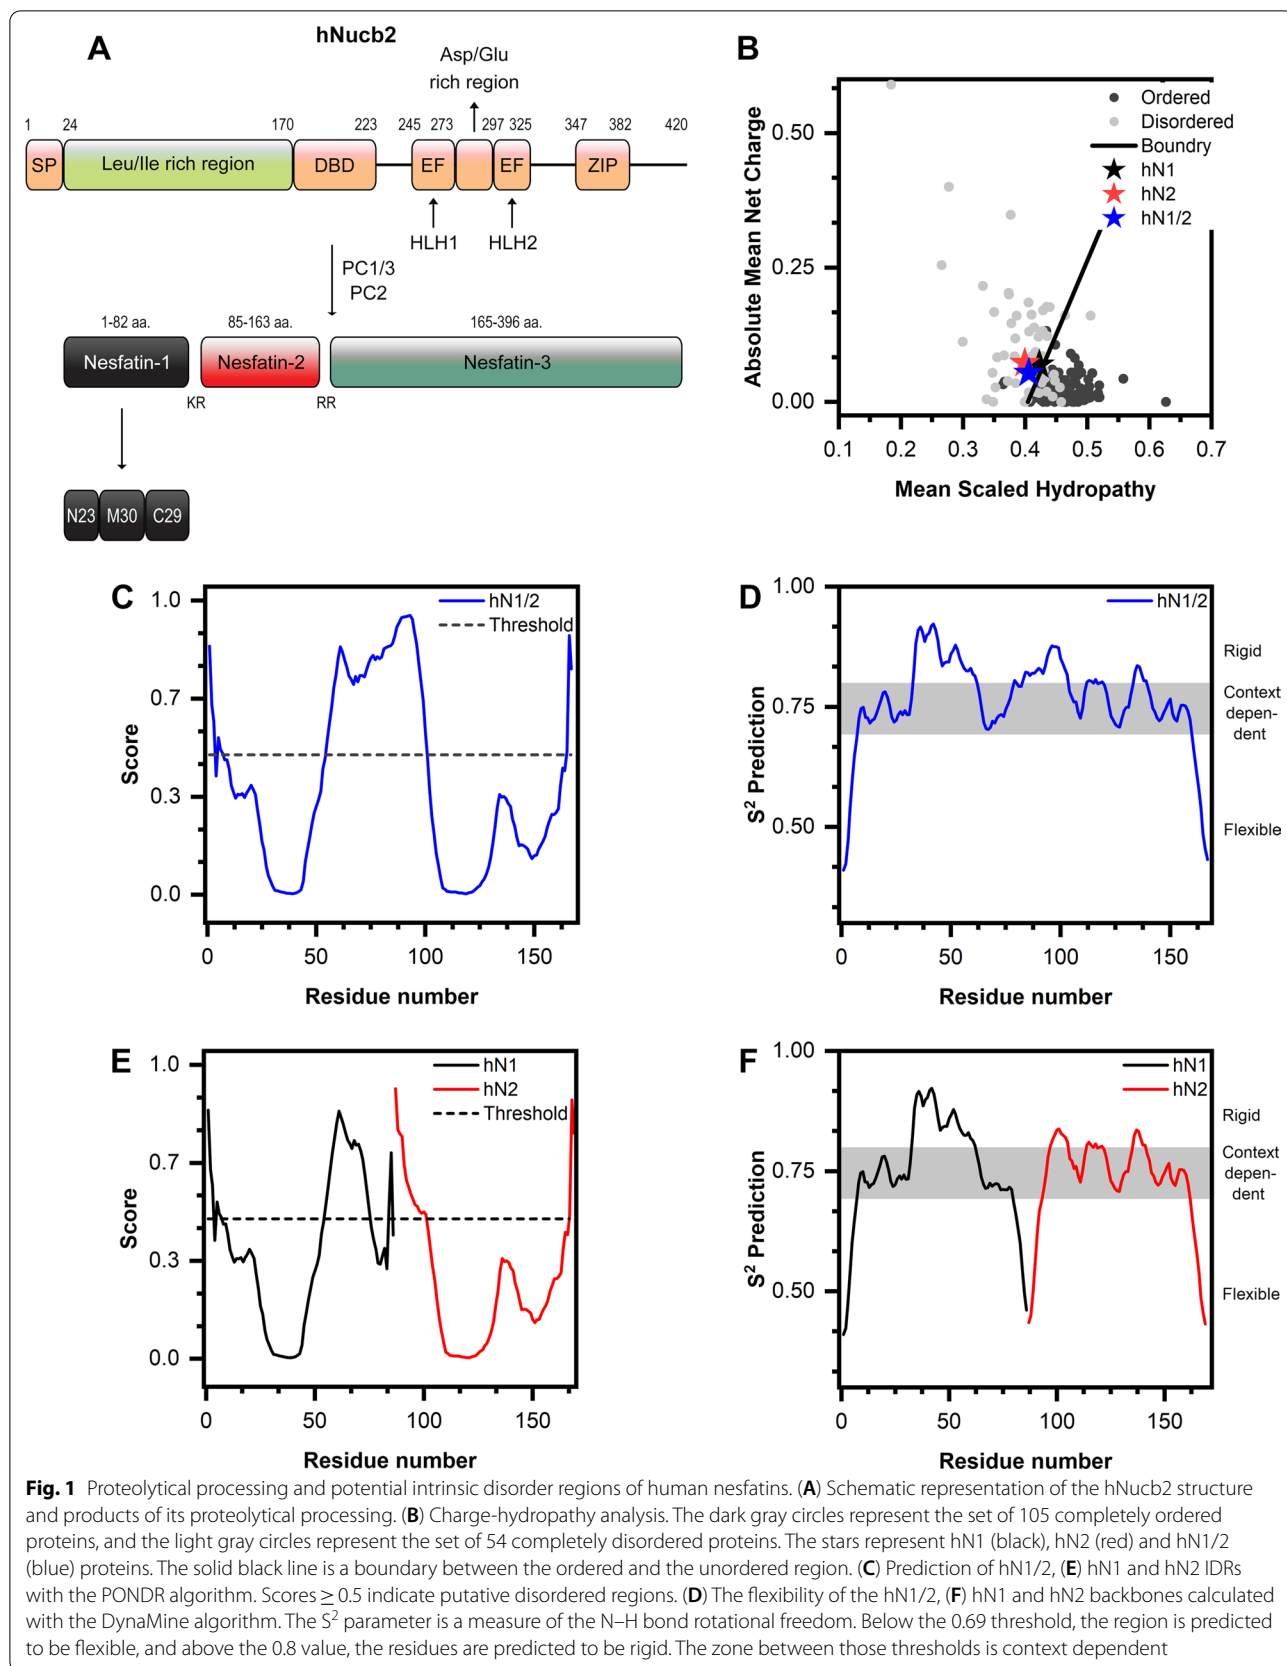 A
hNucb2
Asp/Glu
rich region
1 24 170 223 245 273 297 325 347 382 420
SP Leu/Ile rich region DBD EF EF ZIP
HLH1 HLH2
PC1/3
PC2
1-82 aa. 85-163 aa. 165-396 aa.
Nesfatin-1 Nesfatin-2 Nesfatin-3
KR RR
N23 M30 C29
B
Absolute Mean Net Charge
0.50
0.25
0.00
Ordered
Disordered
Boundry
hN1
hN2
hN1/2
0.1 0.2 0.3 0.4 0.5 0.6 0.7
Mean Scaled Hydropathy
C
Score
1.0
0.7
0.3
0.0
hN1/2
Threshold
0 50 100 150
Residue number
D
S² Prediction
1.00
0.75
0.50
hN1/2
Rigid
Context
depen-
dent
Flexible
0 50 100 150
Residue number
E
Score
1.0
0.7
0.3
0.0
hN1
hN2
Threshold
0 50 100 150
Residue number
F
S² Prediction
1.00
0.75
0.50
hN1
hN2
Rigid
Context
depen-
dent
Flexible
0 50 100 150
Residue number
Fig. 1 Proteolytical processing and potential intrinsic disorder regions of human nesfatins. (A) Schematic representation of the hNucb2 structure
and products of its proteolytical processing. (B) Charge-hydropathy analysis. The dark gray circles represent the set of 105 completely ordered
proteins, and the light gray circles represent the set of 54 completely disordered proteins. The stars represent hN1 (black), hN2 (red) and hN1/2
(blue) proteins. The solid black line is a boundary between the ordered and the unordered region. (C) Prediction of hN1/2, (E) hN1 and hN2 IDRs
with the PONDR algorithm. Scores ≥ 0.5 indicate putative disordered regions. (D) The flexibility of the hN1/2, (F) hN1 and hN2 backbones calculated
with the DynaMine algorithm. The S² parameter is a measure of the N–H bond rotational freedom. Below the 0.69 threshold, the region is predicted
to be flexible, and above the 0.8 value, the residues are predicted to be rigid. The zone between those thresholds is context dependent